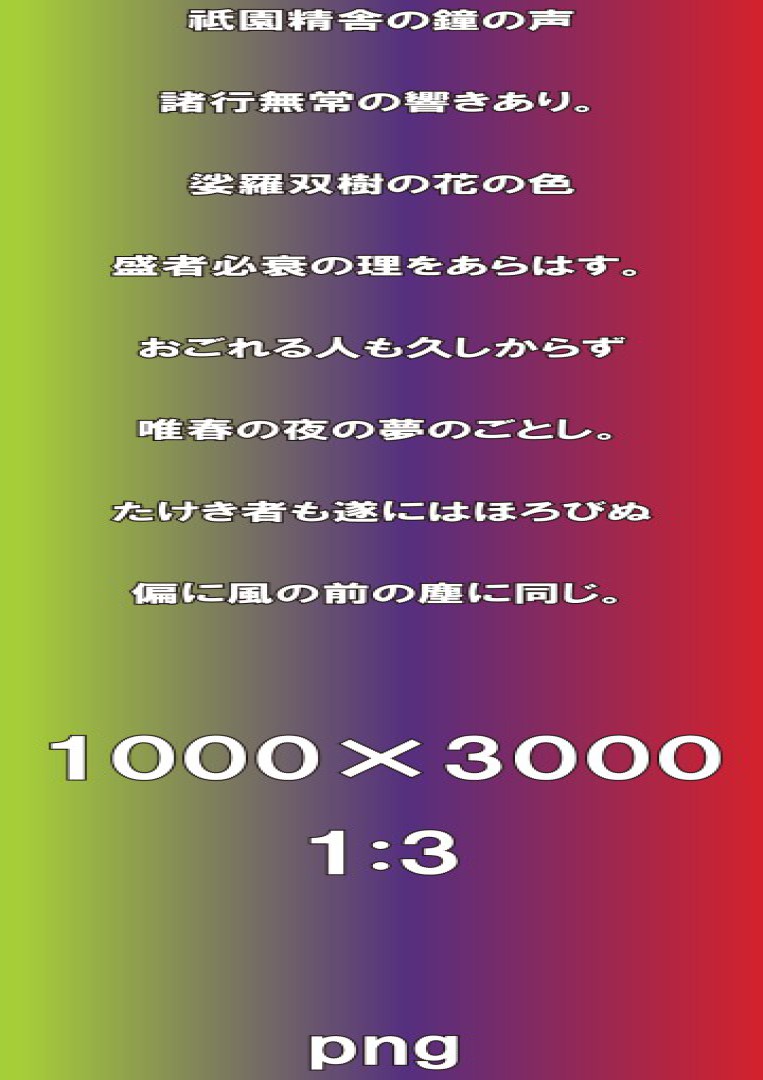 祗園精舎の鐘の声
諸行無常の響きあり。
娑羅双樹の花の色
盛者必衰の理をあらはす。
おごれる人も久しからず
唯春の夜の夢のごとし。
たけき者も遂にはほろびぬ
偏に風の前の塵に同じ。
1000×3000
1:3
png